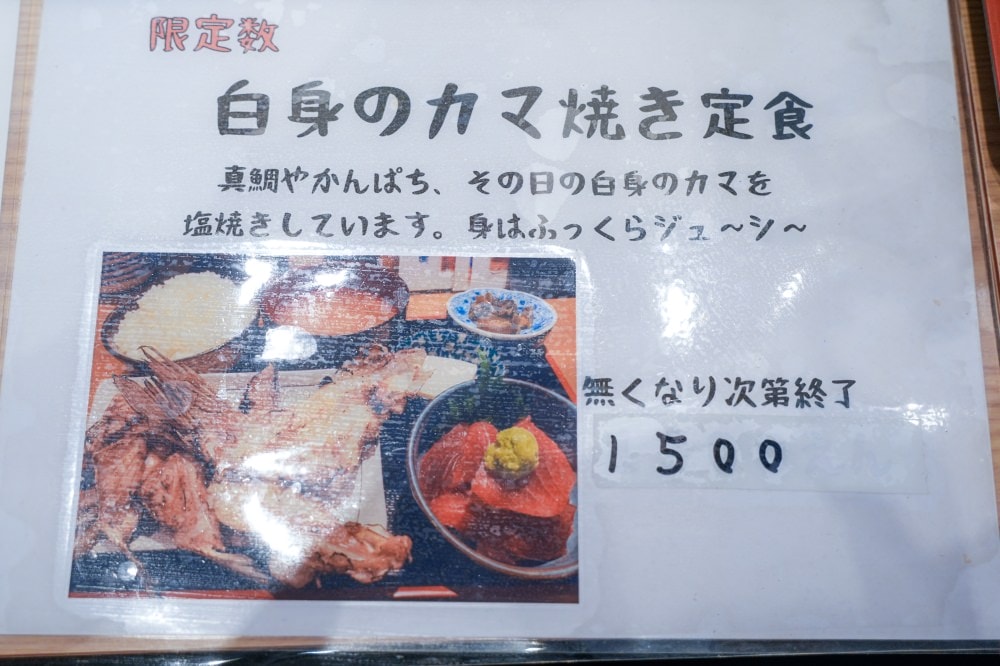 限定数
白身のカマ焼き定食
真鯛やかんぱち、その日の白身のカマを
塩焼きしています。身はふっくらジュ～シ～
無くなり次第終了
1500